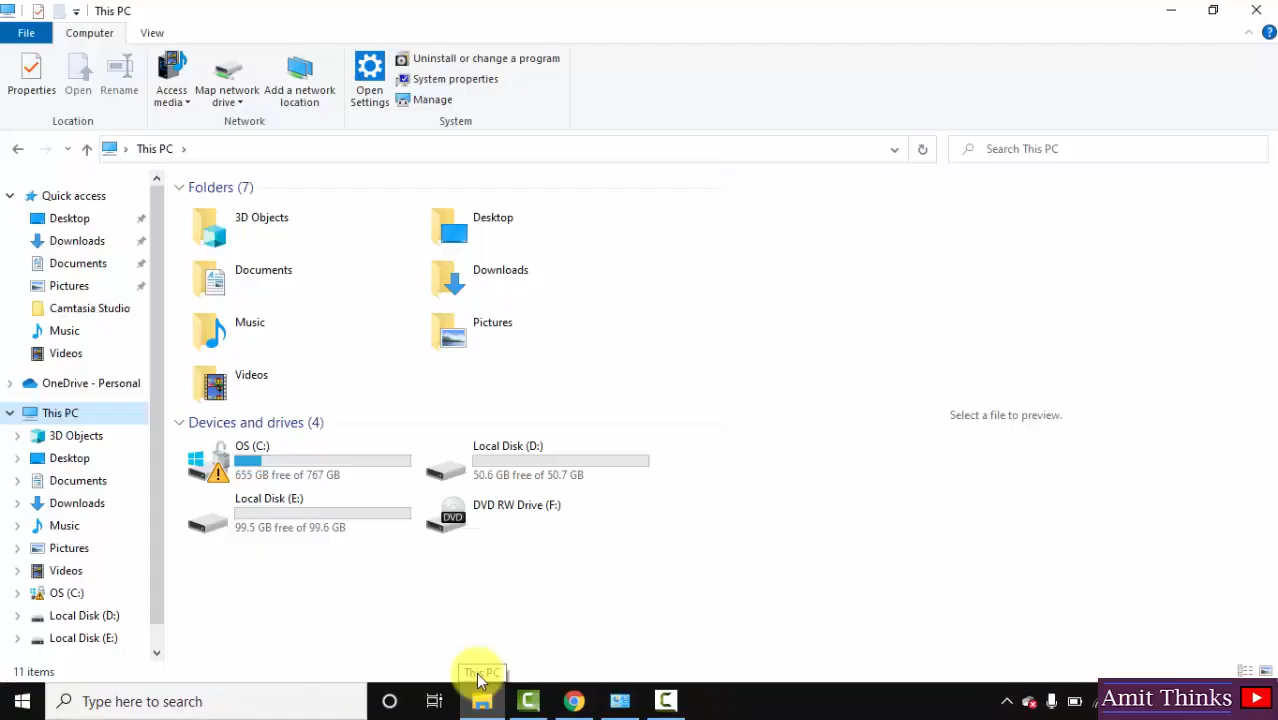 This PC
File
Computer
View
Properties
Open
Rename
Access
media
Map network
drive
Add a network
location
Open
Settings
Uninstall or change a program
System properties
Manage
Location
Network
System
This PC
Search This PC
Quick access
Desktop
Downloads
Documents
Pictures
Camtasia Studio
Music
Videos
OneDrive - Personal
This PC
3D Objects
Desktop
Documents
Downloads
Music
Pictures
Videos
OS (C:)
Local Disk (D:)
Local Disk (E:)
Folders (7)
3D Objects
Desktop
Documents
Downloads
Music
Pictures
Videos
Devices and drives (4)
OS (C:)
655 GB free of 767 GB
Local Disk (D:)
50.6 GB free of 50.7 GB
Local Disk (E:)
99.5 GB free of 99.6 GB
DVD RW Drive (F:)
DVD
Select a file to preview.
11 items
This PC
Type here to search
Amit Thinks